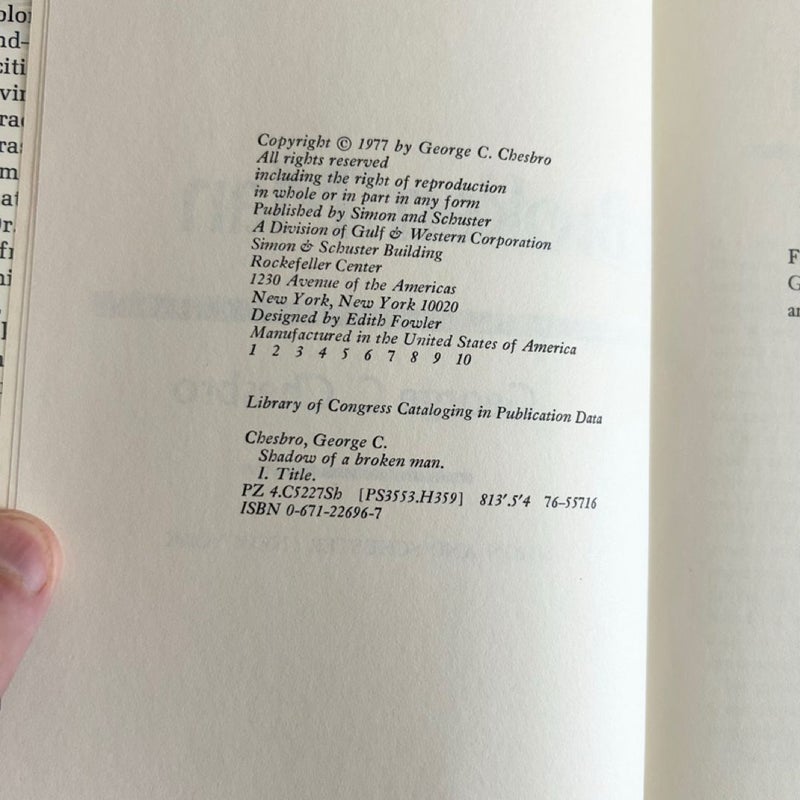 Copyright © 1977 by George C. Chesbro
All rights reserved
including the right of reproduction
in whole or in part in any form
Published by Simon and Schuster
A Division of Gulf & Western Corporation
Simon & Schuster Building
Rockefeller Center
1230 Avenue of the Americas
New York, New York 10020
Designed by Edith Fowler
Manufactured in the United States of America
1 2 3 4 5 6 7 8 9 10
Library of Congress Cataloging in Publication Data
Chesbro, George C.
Shadow of a broken man.
I. Title.
PZ 4.C5227Sh [PS3553.H359] 813'.5'4 76-55716
ISBN 0-671-22696-7